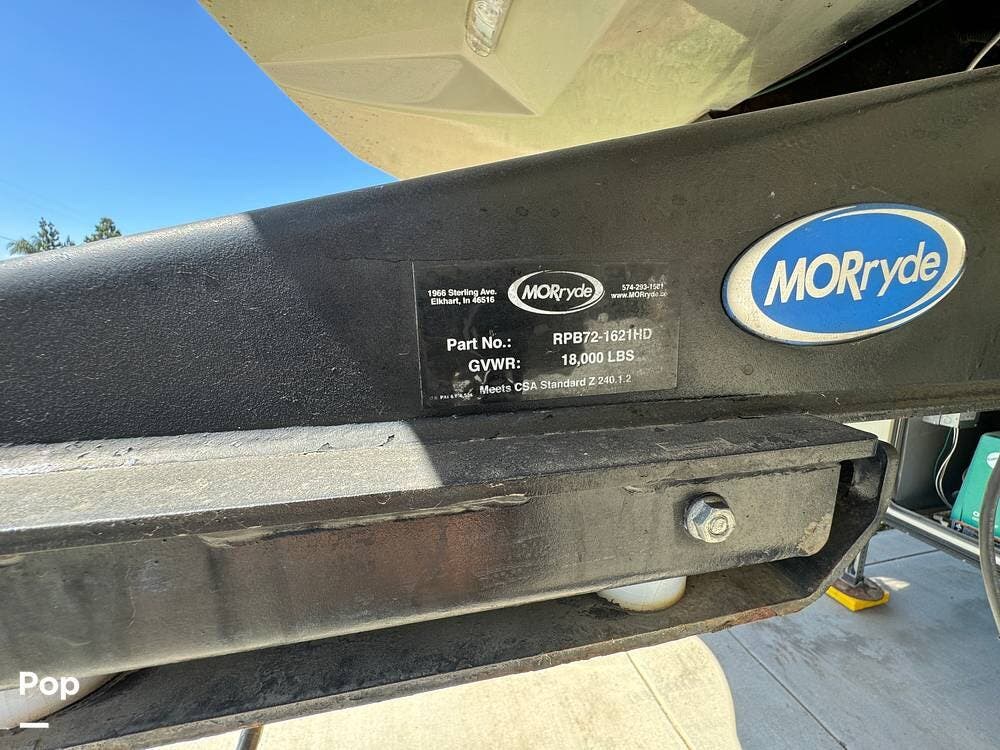 1966 Sterling Ave.
Elkhart, In 46516
MORryde
574-293-1581
www.MORryde.co
Part No.: RPB72-1621HD
GVWR: 18,000 LBS
Meets CSA Standard Z 240.1.2
MORryde
Pop